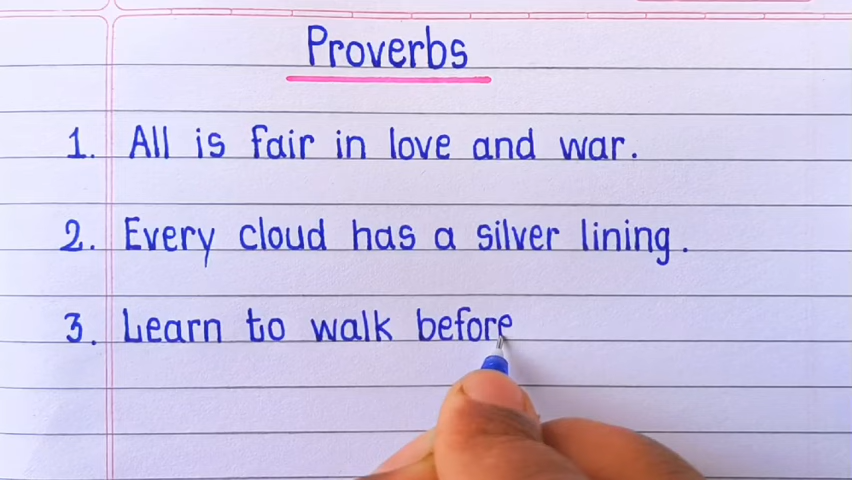 Proverbs
1. All is fair in love and war.
2. Every cloud has a silver lining.
3. Learn to walk before